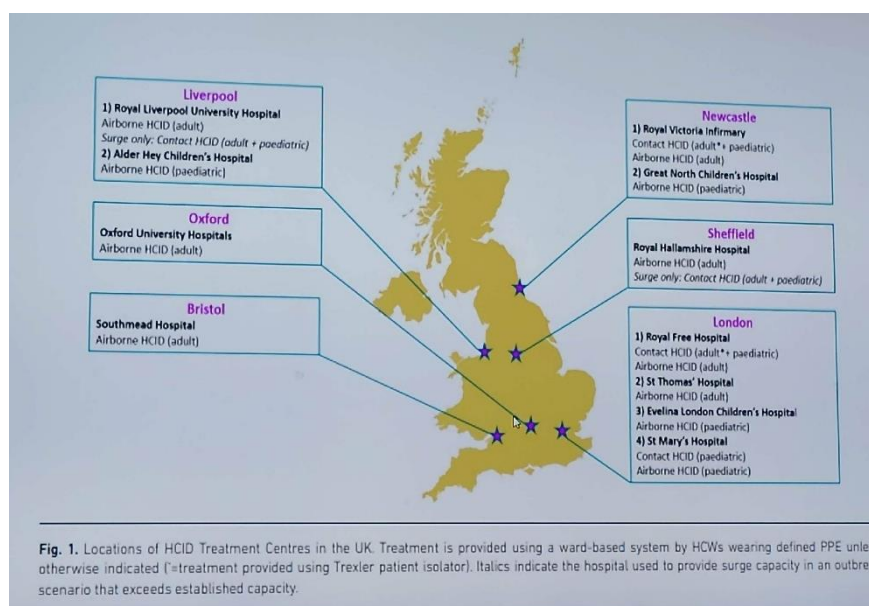 Liverpool
1) Royal Liverpool University Hospital
Airborne HCID (adult)
Surge only: Contact HCID (adult + paediatric)
2) Alder Hey Children's Hospital
Airborne HCID (paediatric)
Oxford
Oxford University Hospitals
Airborne HCID (adult)
Bristol
Southmead Hospital
Airborne HCID (adult)
Newcastle
1) Royal Victoria Infirmary
Contact HCID (adult*+ paediatric)
Airborne HCID (adult)
2) Great North Children's Hospital
Airborne HCID (paediatric)
Sheffield
Royal Hallamshire Hospital
Airborne HCID (adult)
Surge only: Contact HCID (adult + paediatric)
London
1) Royal Free Hospital
Contact HCID (adult*+ paediatric)
Airborne HCID (adult)
2) St Thomas' Hospital
Airborne HCID (adult)
3) Evelina London Children's Hospital
Airborne HCID (paediatric)
4) St Mary's Hospital
Contact HCID (paediatric)
Airborne HCID (paediatric)
Fig. 1. Locations of HCID Treatment Centres in the UK. Treatment is provided using a ward-based system by HCWs wearing defined PPE unle
otherwise indicated (*=treatment provided using Trexler patient isolator). Italics indicate the hospital used to provide surge capacity in an outbre
scenario that exceeds established capacity.